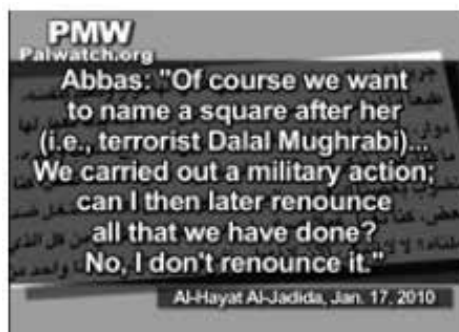 PMW
Palwatch.org
Abbas: "Of course we want
to name a square after her
(i.e., terrorist Dalal Mughrabi)...
We carried out a military action;
can I then later renounce
all that we have done?
No, I don't renounce it."
Al-Hayat Al-Jadida, Jan. 17, 2010